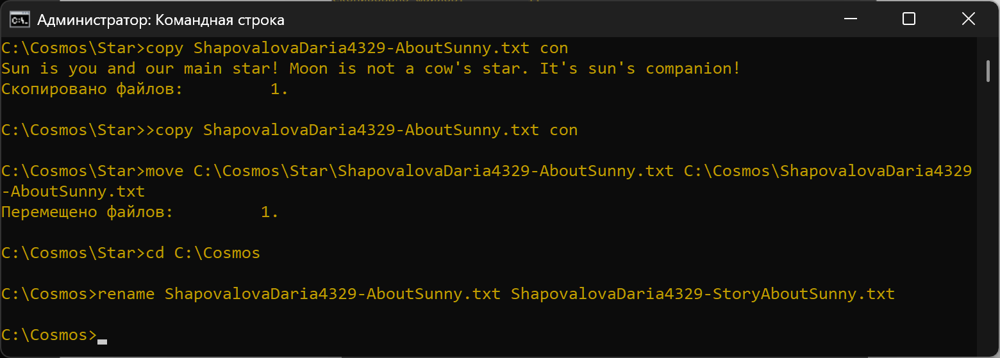 Администратор: Командная строка
C:\Cosmos\Star>copy ShapovalovaDaria4329-AboutSunny.txt con
Sun is you and our main star! Moon is not a cow's star. It's sun's companion!
Скопировано файлов:         1.
C:\Cosmos\Star>>copy ShapovalovaDaria4329-AboutSunny.txt con
C:\Cosmos\Star>move C:\Cosmos\Star\ShapovalovaDaria4329-AboutSunny.txt C:\Cosmos\ShapovalovaDaria4329
-AboutSunny.txt
Перемещено файлов:         1.
C:\Cosmos\Star>cd C:\Cosmos
C:\Cosmos>rename ShapovalovaDaria4329-AboutSunny.txt ShapovalovaDaria4329-StoryAboutSunny.txt
C:\Cosmos>